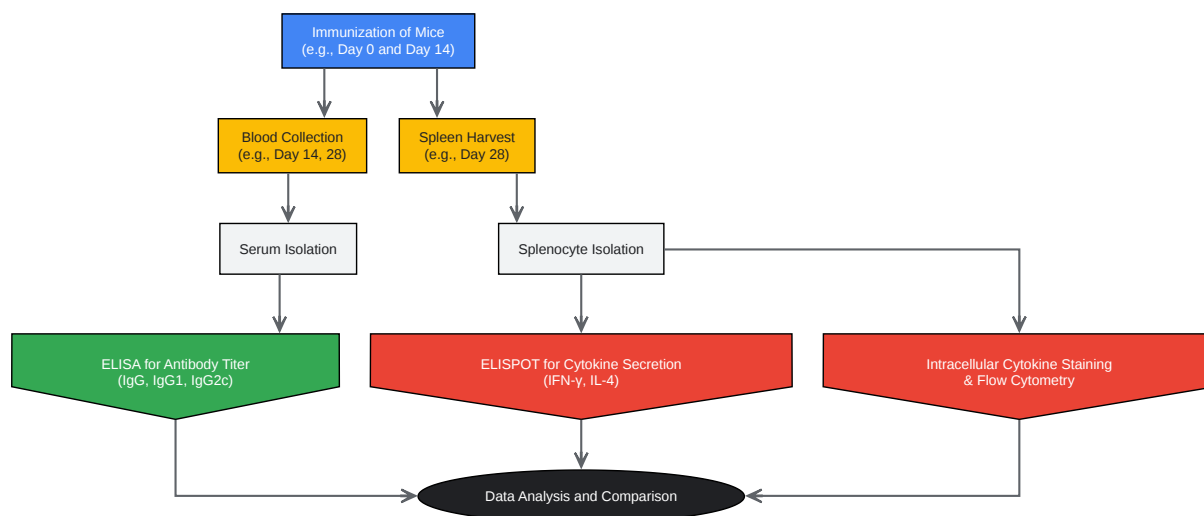 Immunization of Mice
(e.g., Day 0 and Day 14)
Blood Collection
(e.g., Day 14, 28)
Spleen Harvest
(e.g., Day 28)
Serum Isolation
Splenocyte Isolation
ELISA for Antibody Titer
(IgG, IgG1, IgG2c)
ELISPOT for Cytokine Secretion
(IFN-γ, IL-4)
Intracellular Cytokine Staining
& Flow Cytometry
Data Analysis and Comparison